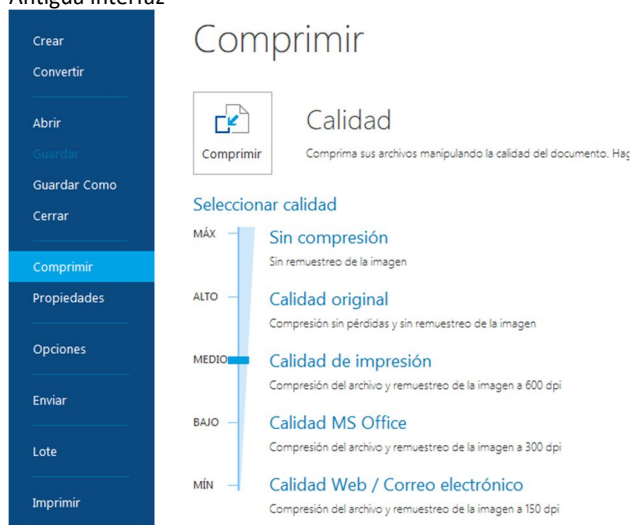 Antigua interfaz
Crear
Convertir
Abrir
Guardar
Guardar Como
Cerrar
Comprimir
Propiedades
Opciones
Enviar
Lote
Imprimir
Comprimir
Comprimir
Calidad
Comprima sus archivos manipulando la calidad del documento. Hag
Seleccionar calidad
MÁX
Sin compresión
Sin remuestreo de la imagen
ALTO
Calidad original
Compresión sin pérdidas y sin remuestreo de la imagen
MEDIO
Calidad de impresión
Compresión del archivo y remuestreo de la imagen a 600 dpi
BAJO
Calidad MS Office
Compresión del archivo y remuestreo de la imagen a 300 dpi
MÍN
Calidad Web / Correo electrónico
Compresión del archivo y remuestreo de la imagen a 150 dpi